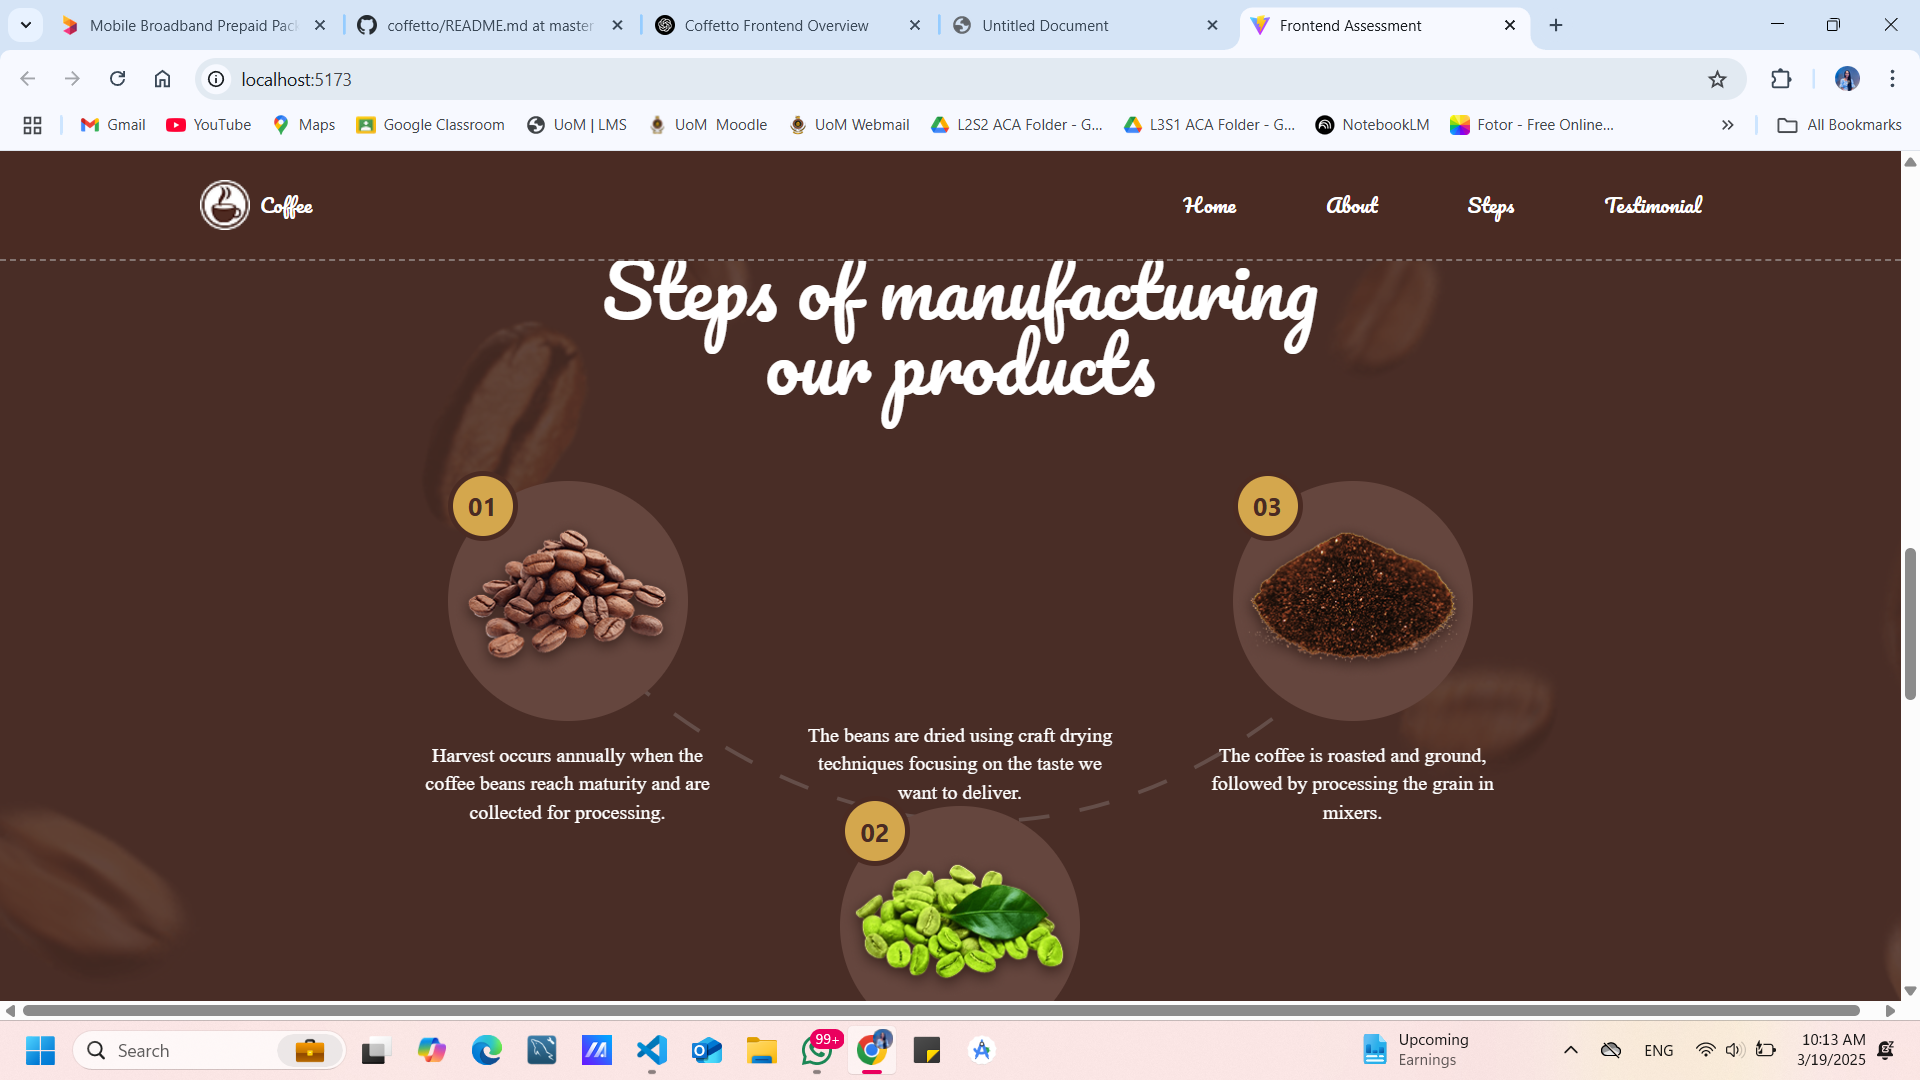 Mobile Broadband Prepaid Pac
coffetto/README.md at master
Coffetto Frontend Overview
Untitled Document
Frontend Assessment
localhost:5173
Gmail
YouTube
Maps
Google Classroom
UoM | LMS
UoM Moodle
UoM Webmail
L2S2 ACA Folder - G...
L3S1 ACA Folder - G...
NotebookLM
Fotor - Free Online...
All Bookmarks
Coffee
Home
About
Steps
Testimonial
Steps of manufacturing
our products
01
Harvest occurs annually when the
coffee beans reach maturity and are
collected for processing.
The beans are dried using craft drying
techniques focusing on the taste we
want to deliver.
02
03
The coffee is roasted and ground,
followed by processing the grain in
mixers.
Search
99+
Upcoming
Earnings
ENG
10:13 AM
3/19/2025